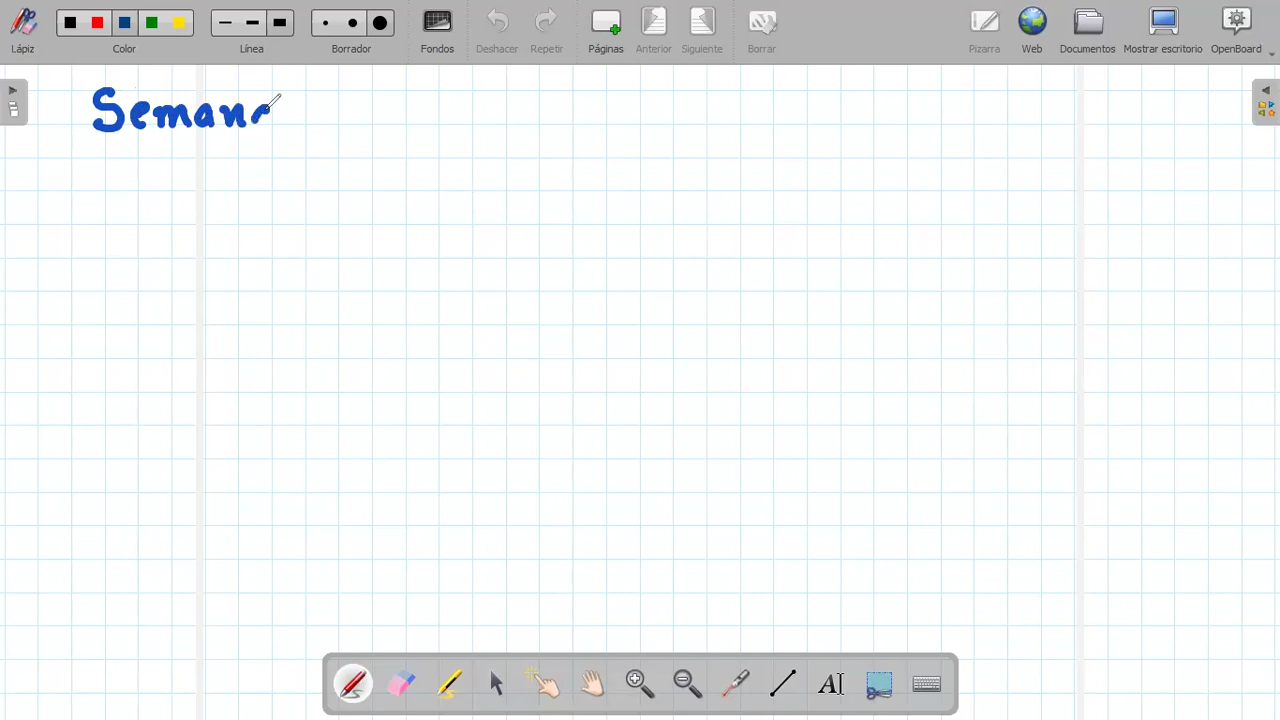 Lápiz Color Línea Borrador Fondos Deshacer Repetir Páginas Anterior Siguiente Borrar Pizarra Web Documentos Mostrar escritorio OpenBoard
Seman